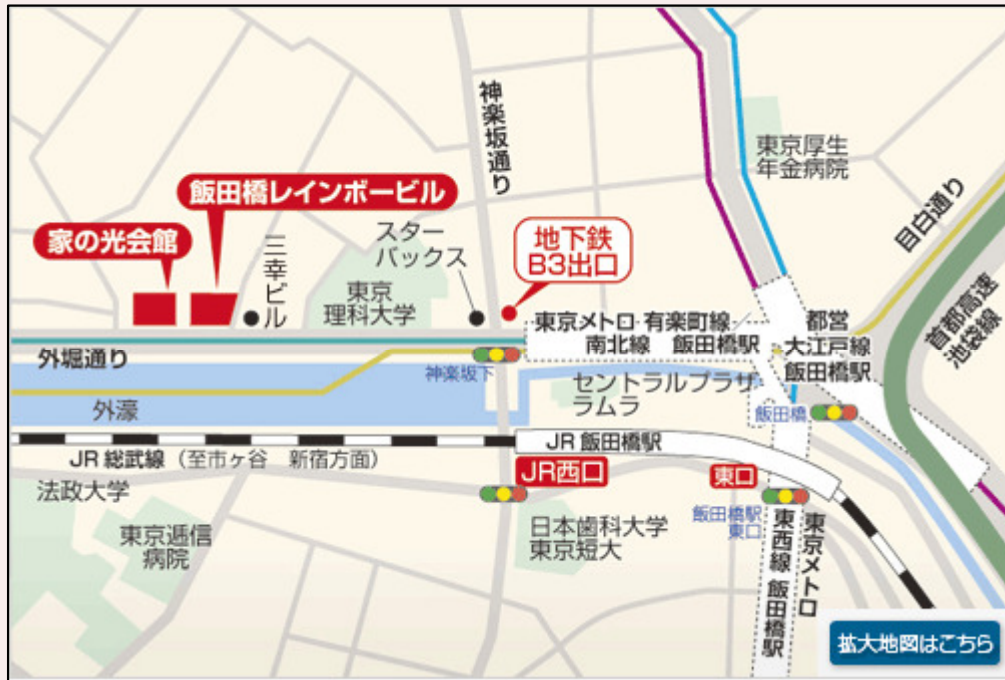 神楽坂通り
東京厚生
年金病院
目白通り
飯田橋レインボービル
家の光会館
三幸ビル
スター
バックス
地下鉄
B3出口
東京
理科大学
首都高速
池袋線
東京メトロ 有楽町線
南北線 飯田橋駅
都営
大江戸線
飯田橋駅
外堀通り
神楽坂下
セントラルプラザ
ラムラ
外濠
飯田橋
JR 飯田橋駅
JR 総武線（至市ヶ谷 新宿方面）
JR西口
東口
法政大学
東京逓信
病院
日本歯科大学
東京短大
飯田橋駅
東口
東京メトロ
東西線 飯田橋駅
拡大地図はこちら